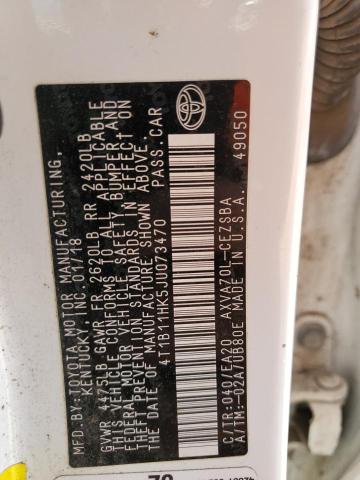 MFD.BY:TOYOTA MOTOR MANUFACTURING,
KENTUCKY, INC. 01/18
GVWR 4475LB GAWR FR 2620LB RR 2420LB
THIS VEHICLE CONFORMS TO ALL APPLICABLE
FEDERAL MOTOR VEHICLE SAFETY, BUMPER, AND
THEFT PREVENTION STANDARDS IN EFFECT ON
THE DATE OF MANUFACTURE SHOWN ABOVE.
4T1B11HK5JU073470 PASS.CAR
C/TR:040/EA20 AXVA70L-CEZSBA
A/TM:-02A/UB80E
MADE IN U.S.A. 49050